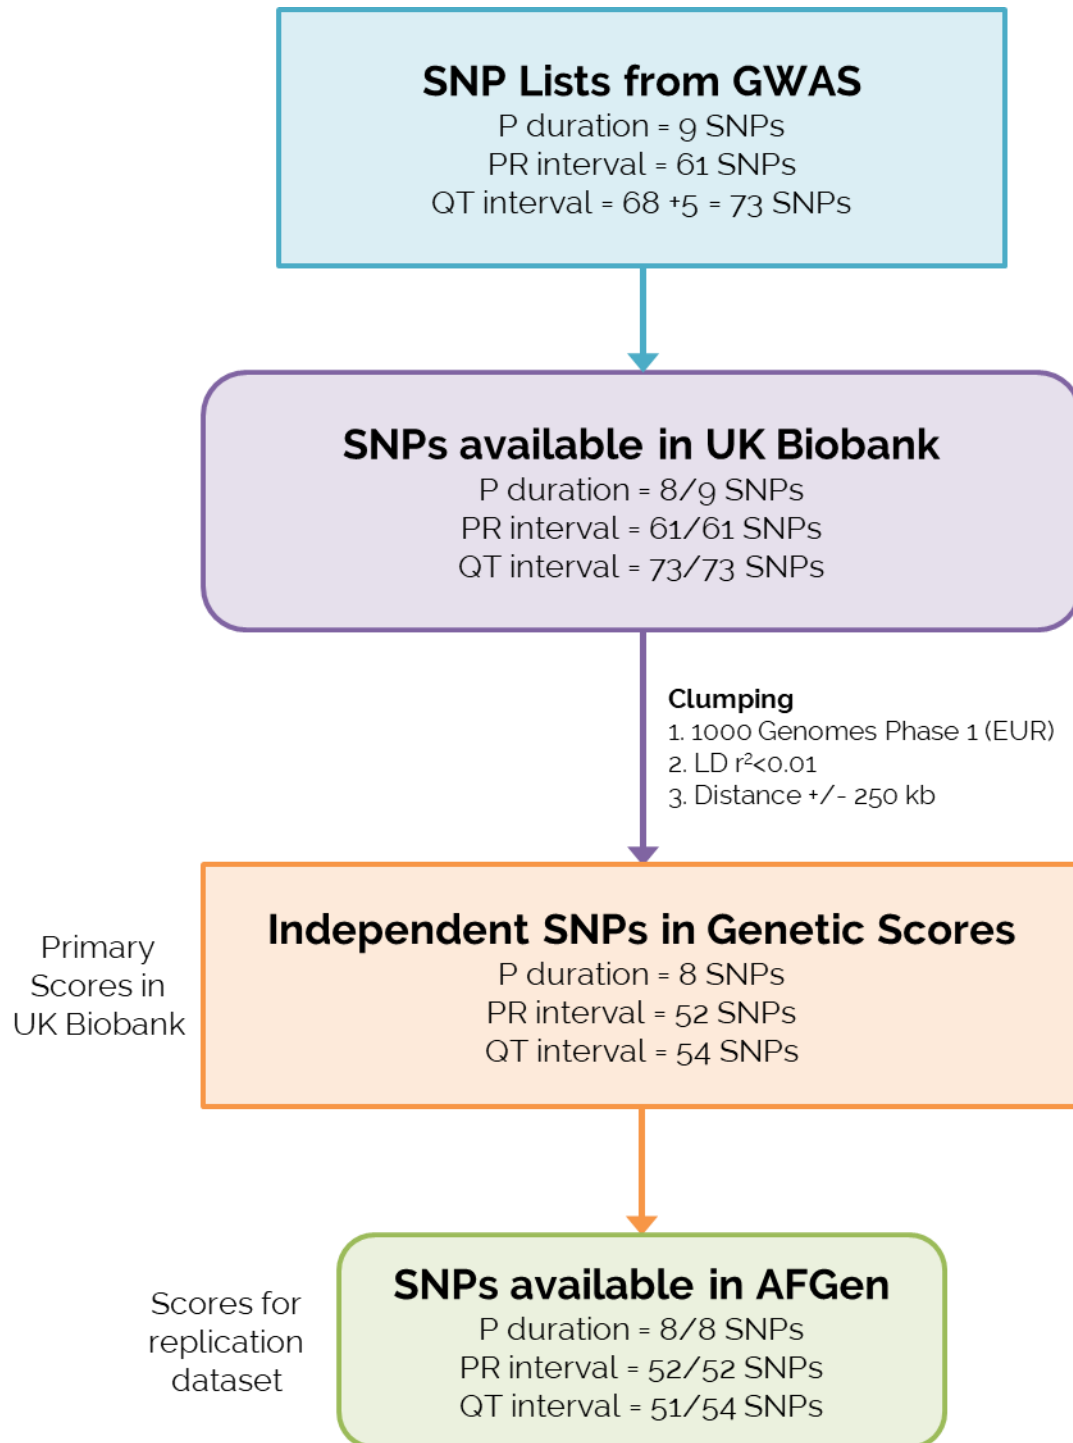 SNP Lists from GWAS
P duration = 9 SNPs
PR interval = 61 SNPs
QT interval = 68 +5 = 73 SNPs
SNPs available in UK Biobank
P duration = 8/9 SNPs
PR interval = 61/61 SNPs
QT interval = 73/73 SNPs
Clumping
1. 1000 Genomes Phase 1 (EUR)
2. LD r²<0.01
3. Distance +/- 250 kb
Primary
Scores in
UK Biobank
Independent SNPs in Genetic Scores
P duration = 8 SNPs
PR interval = 52 SNPs
QT interval = 54 SNPs
Scores for
replication
dataset
SNPs available in AFGen
P duration = 8/8 SNPs
PR interval = 52/52 SNPs
QT interval = 51/54 SNPs